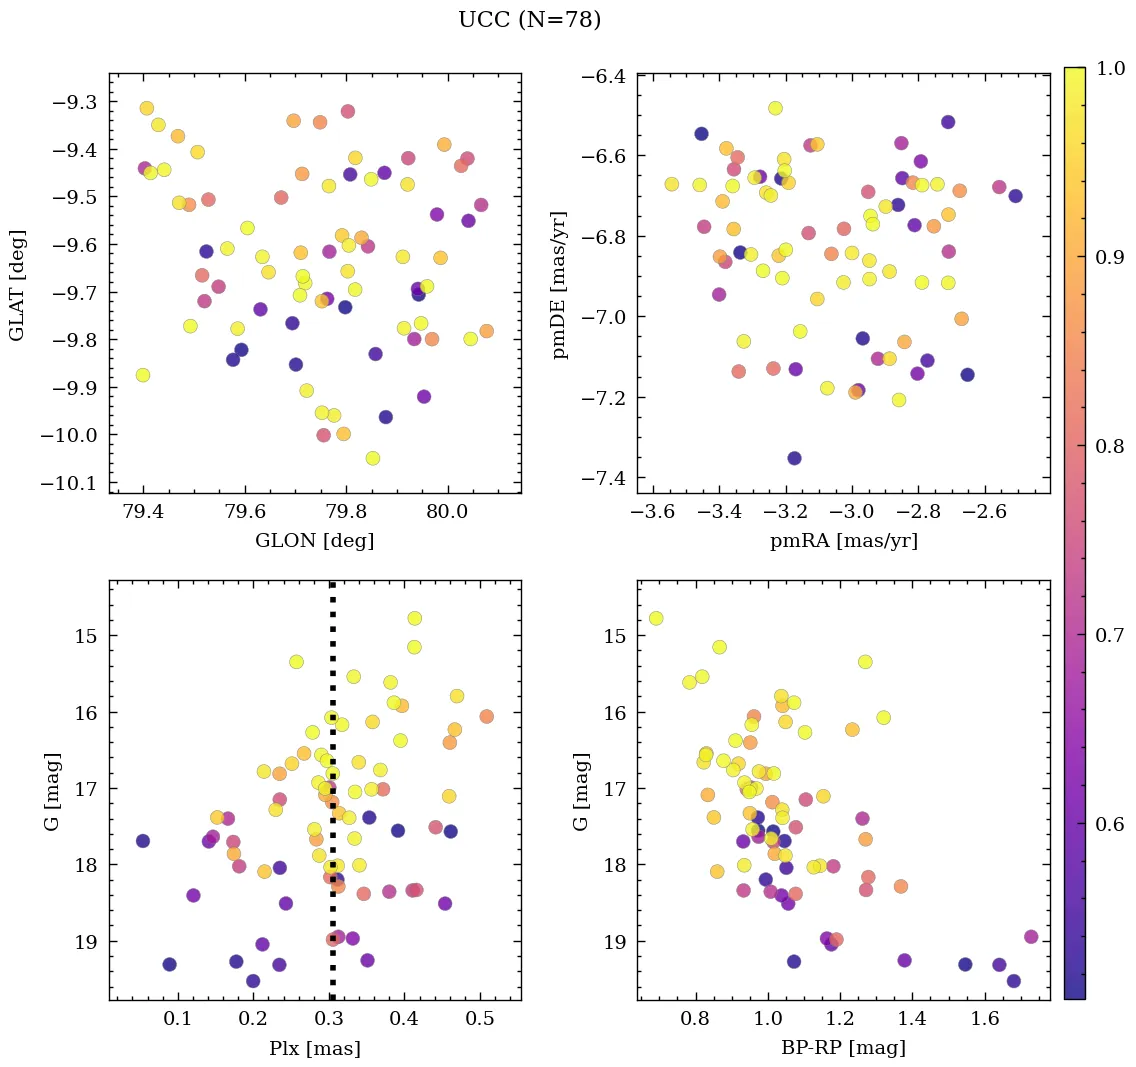 UCC (N=78)
−9.3
−9.4
−9.5
−9.6
−9.7
−9.8
−9.9
−10.0
−10.1
GLAT [deg]
79.4 79.6 79.8 80.0
GLON [deg]
−6.4
−6.6
−6.8
−7.0
−7.2
−7.4
pmDE [mas/yr]
−3.6 −3.4 −3.2 −3.0 −2.8 −2.6
pmRA [mas/yr]
15
16
17
18
19
G [mag]
0.1 0.2 0.3 0.4 0.5
Plx [mas]
15
16
17
18
19
G [mag]
0.8 1.0 1.2 1.4 1.6
BP-RP [mag]
1.0
0.9
0.8
0.7
0.6